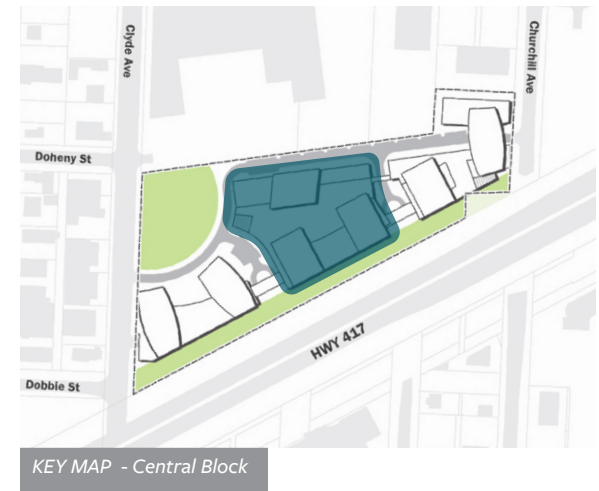 Clyde Ave
Churchill Ave
Doheny St
HWY 417
Dobbie St
KEY MAP - Central Block